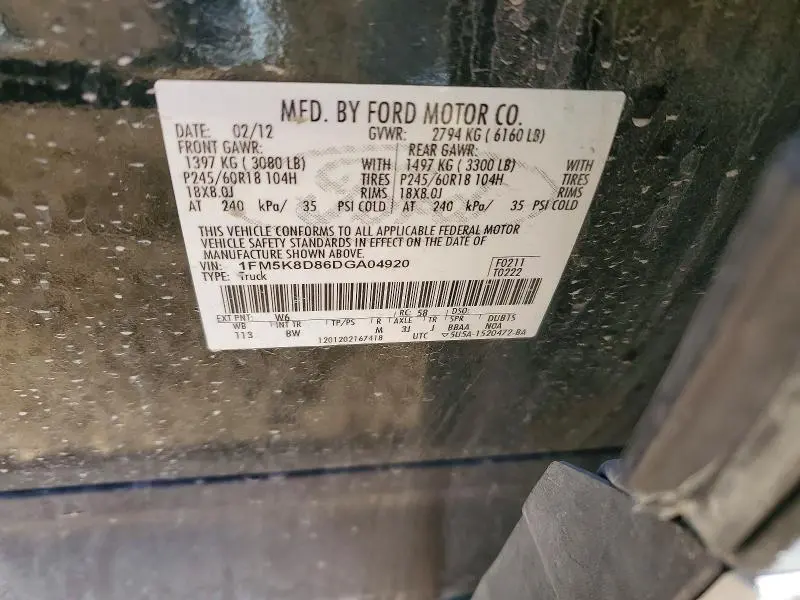 MFD. BY FORD MOTOR CO.
DATE: 02/12 GVWR: 2794 KG ( 6160 LB)
FRONT GAWR: REAR GAWR:
1397 KG ( 3080 LB) WITH 1497 KG ( 3300 LB) WITH
P245/60R18 104H TIRES P245/60R18 104H TIRES
18X8.0J RIMS 18X8.0J RIMS
AT 240 kPa/ 35 PSI COLD AT 240 kPa/ 35 PSI COLD
THIS VEHICLE CONFORMS TO ALL APPLICABLE FEDERAL MOTOR
VEHICLE SAFETY STANDARDS IN EFFECT ON THE DATE OF
MANUFACTURE SHOWN ABOVE.
VIN: 1FM5K8D86DGA04920 F0211
TYPE: Truck T0222
EXT PNT: W6 RC: 58 DSO:
WB INT TR TP/PS R AXLE TR SPR DUBTS
113 BW M 3J J BBAA NOA
1201202167418 UTC 5U5A-1520472-BA